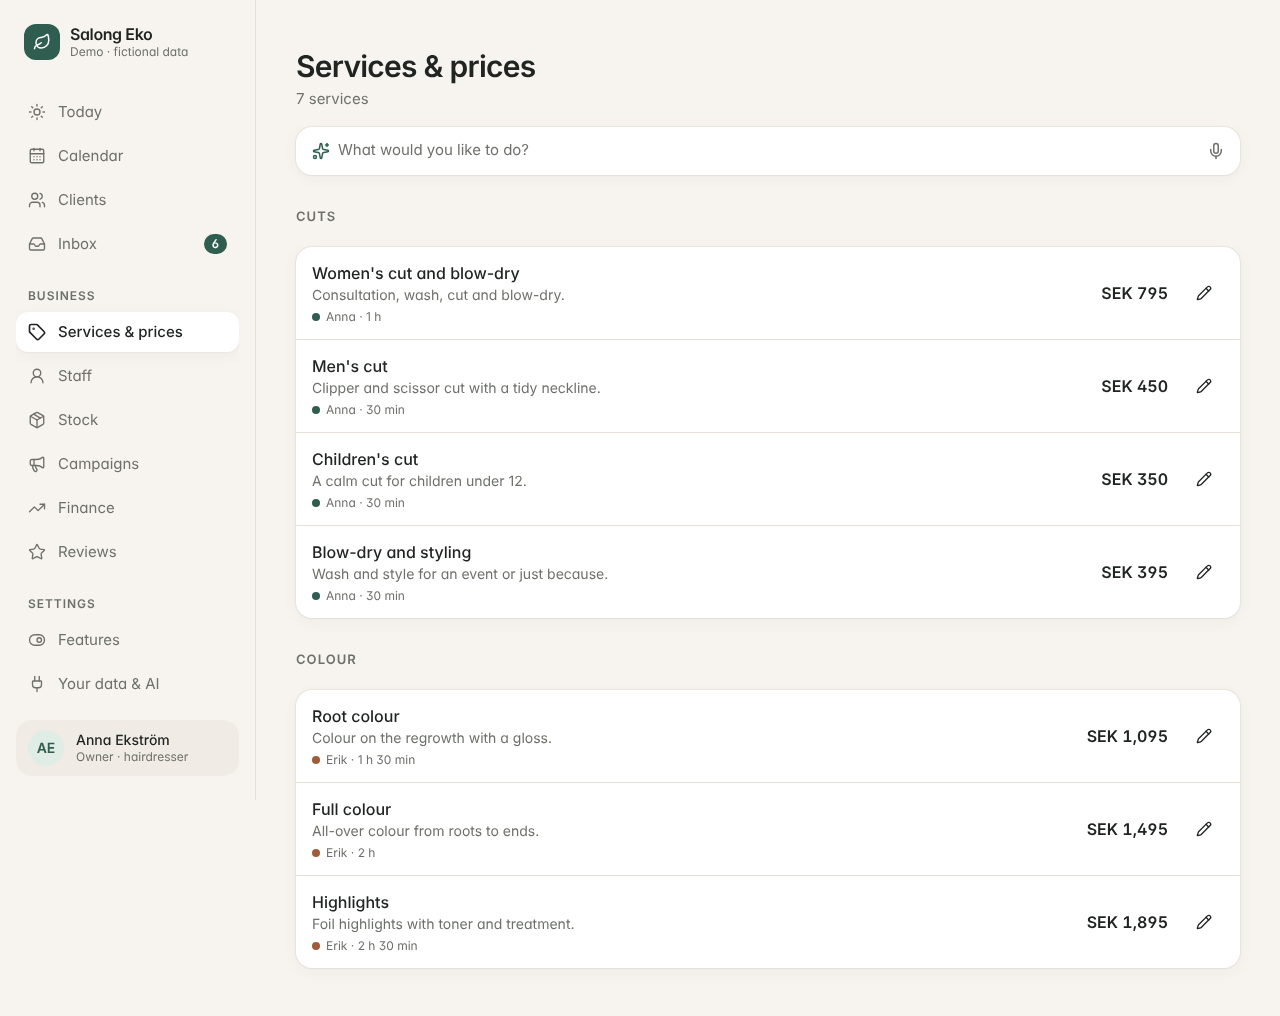 Salong Eko
Demo · fictional data
Today
Calendar
Clients
Inbox
6
BUSINESS
Services & prices
Staff
Stock
Campaigns
Finance
Reviews
SETTINGS
Features
Your data & AI
AE
Anna Ekström
Owner · hairdresser
Services & prices
7 services
What would you like to do?
CUTS
Women's cut and blow-dry
Consultation, wash, cut and blow-dry.
Anna · 1 h
SEK 795
Men's cut
Clipper and scissor cut with a tidy neckline.
Anna · 30 min
SEK 450
Children's cut
A calm cut for children under 12.
Anna · 30 min
SEK 350
Blow-dry and styling
Wash and style for an event or just because.
Anna · 30 min
SEK 395
COLOUR
Root colour
Colour on the regrowth with a gloss.
Erik · 1 h 30 min
SEK 1,095
Full colour
All-over colour from roots to ends.
Erik · 2 h
SEK 1,495
Highlights
Foil highlights with toner and treatment.
Erik · 2 h 30 min
SEK 1,895